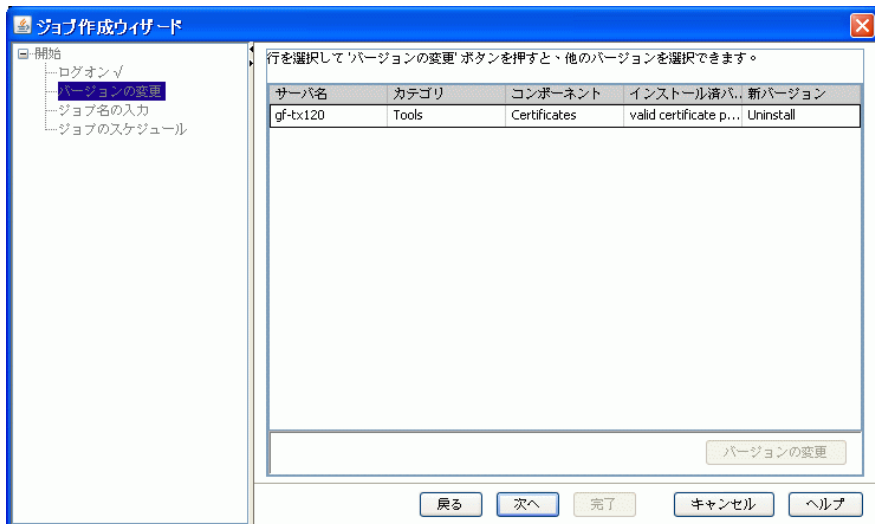 ジョブ作成ウィザード
開始
ログオン √
バージョンの変更
ジョブ名の入力
ジョブのスケジュール
行を選択して 'バージョンの変更' ボタンを押すと、他のバージョンを選択できます。
サーバ名 カテゴリ コンポーネント インストール済バ... 新バージョン
gf-tx120 Tools Certificates valid certificate p... Uninstall
バージョンの変更
戻る 次へ 完了 キャンセル ヘルプ